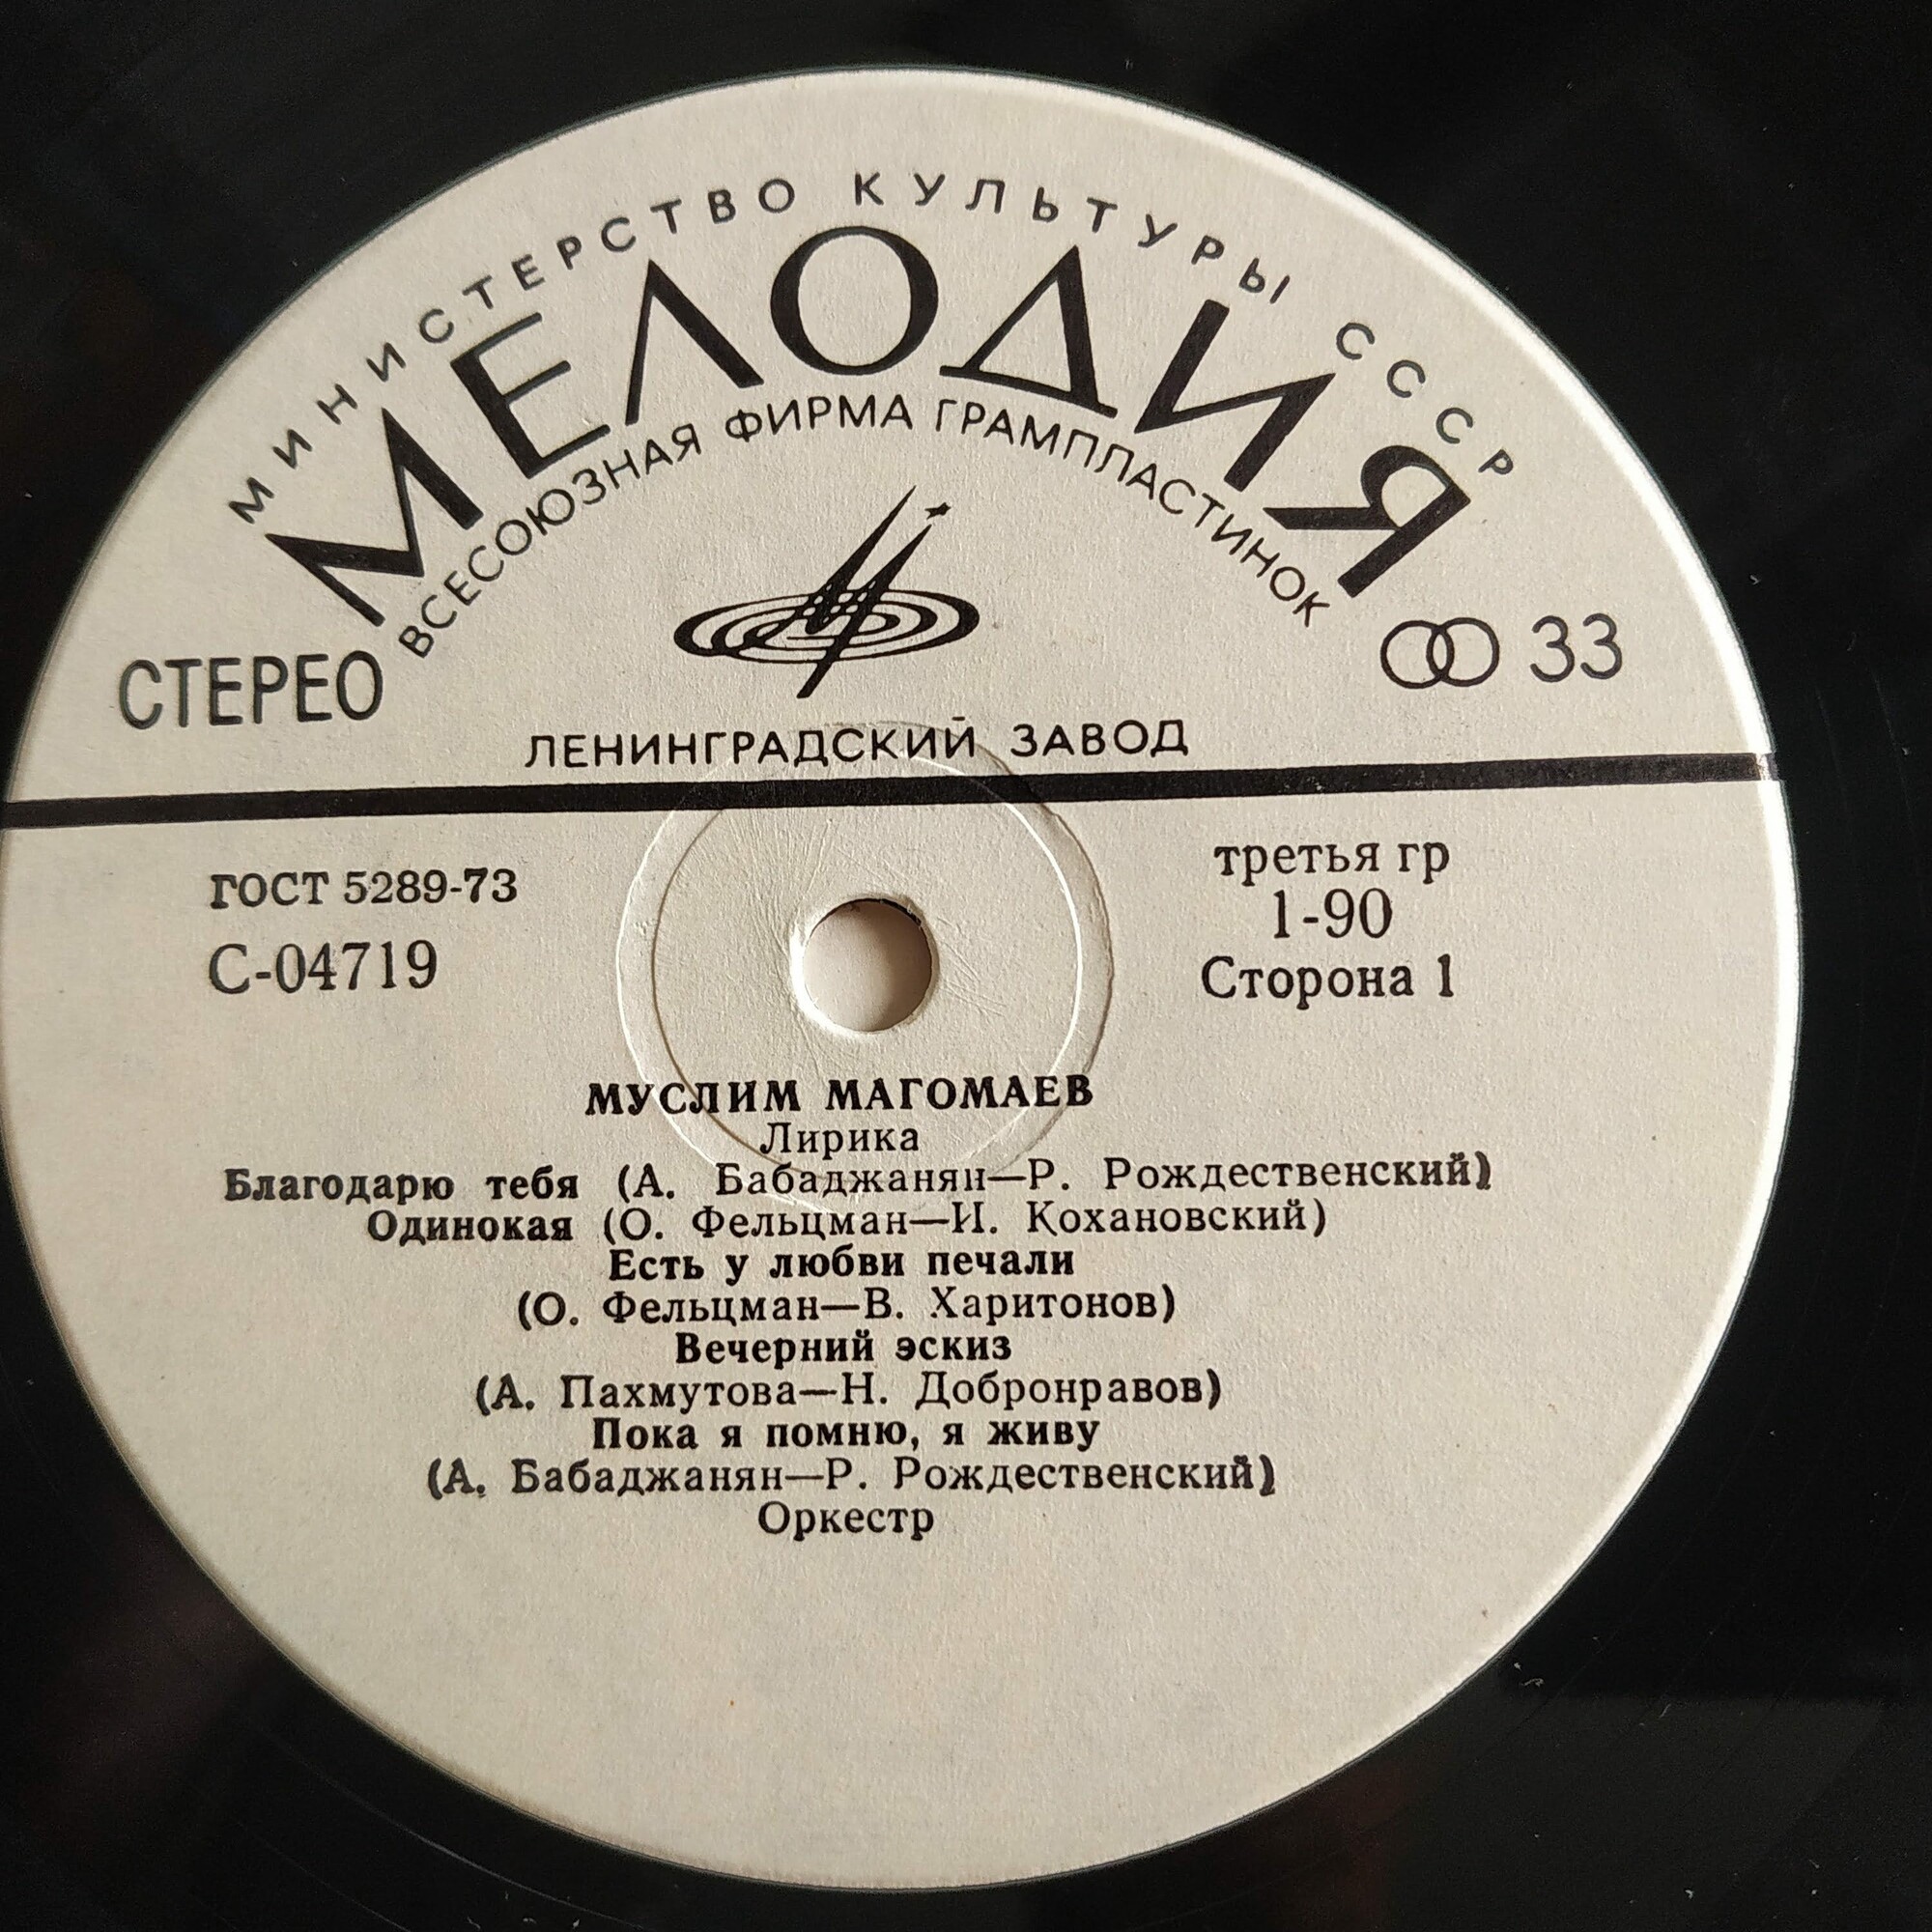 МИНИСТЕРСТВО КУЛЬТУРЫ СССР
МЕЛОДИЯ
ВСЕСОЮЗНАЯ ФИРМА ГРАМПЛАСТИНОК
СТЕРЕО
33
ЛЕНИНГРАДСКИЙ ЗАВОД
ГОСТ 5289-73
С-04719
третья гр
1-90
Сторона 1
МУСЛИМ МАГОМАЕВ
Лирика
Благодарю тебя (А. Бабаджанян—Р. Рождественский)
Одинокая (О. Фельцман—И. Кохановский)
Есть у любви печали
(О. Фельцман—В. Харитонов)
Вечерний эскиз
(А. Пахмутова—Н. Добронравов)
Пока я помню, я живу
(А. Бабаджанян—Р. Рождественский)
Оркестр